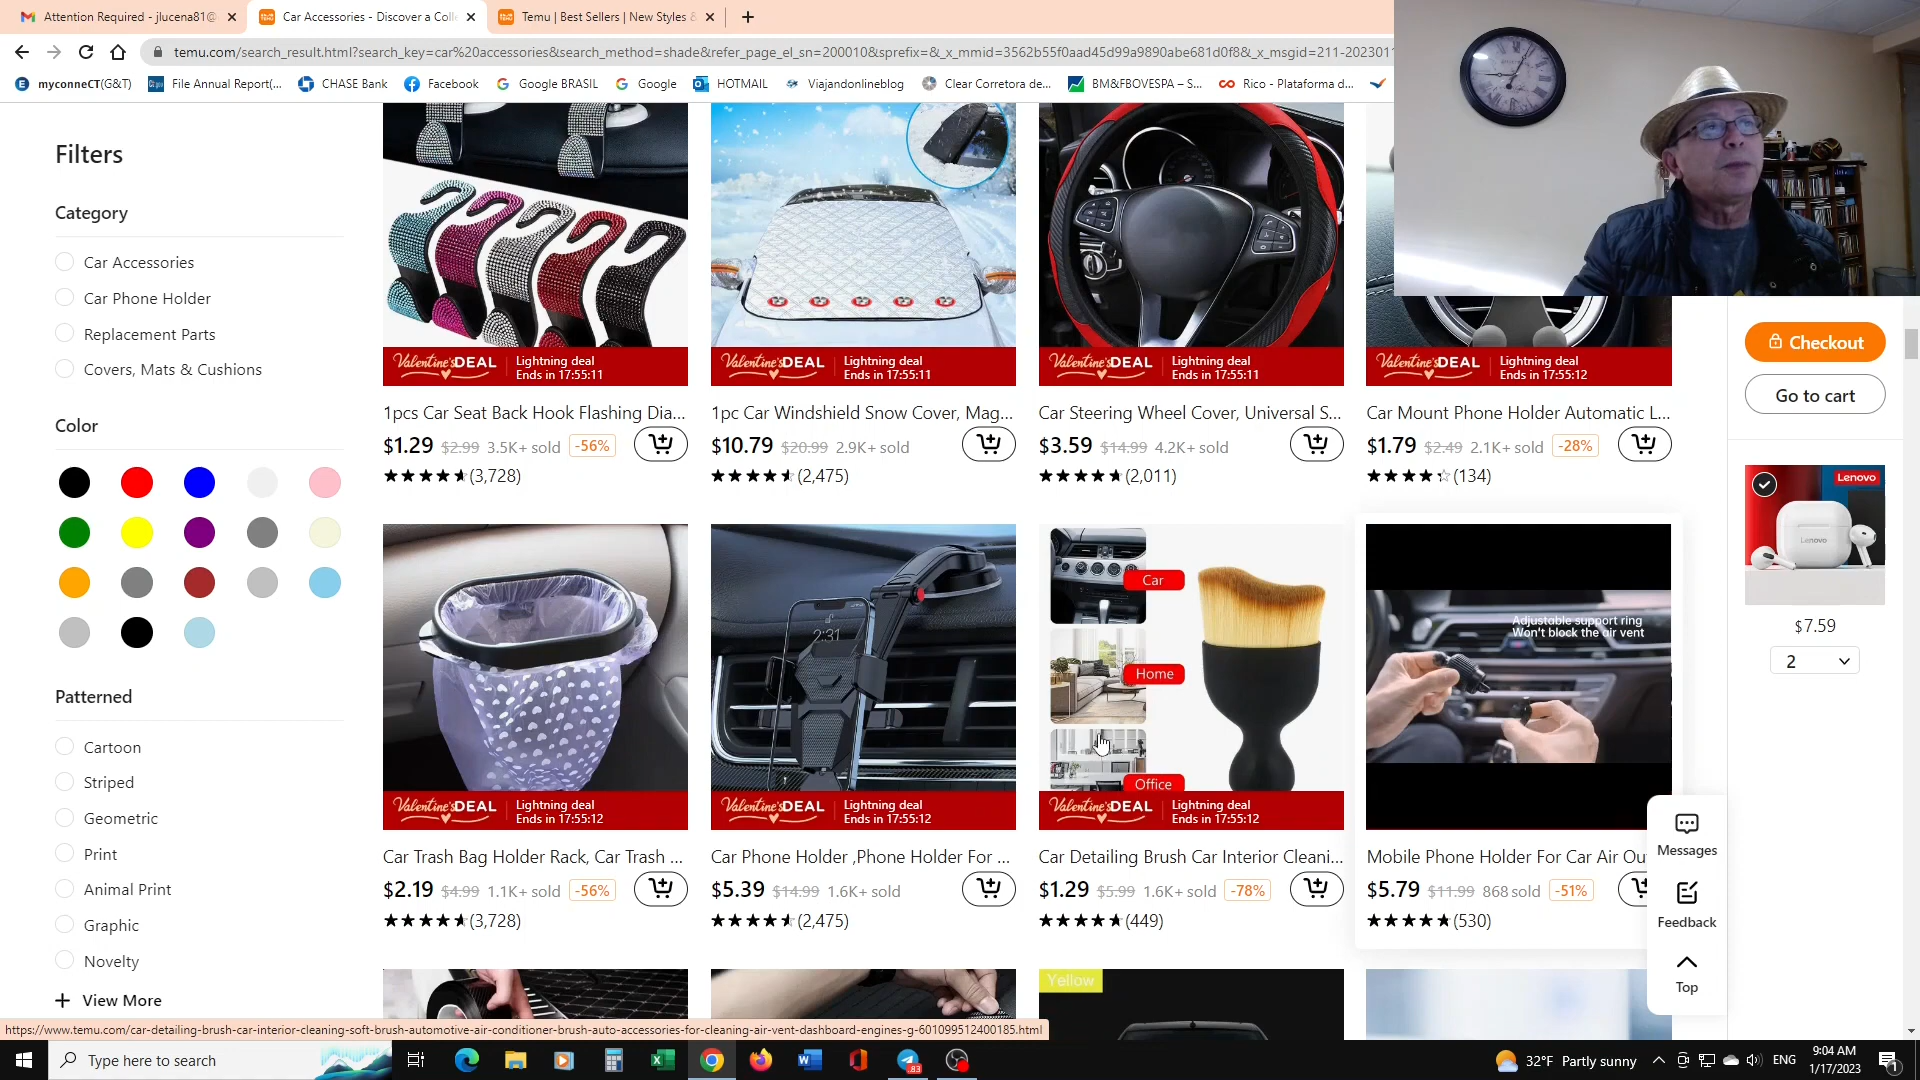 Attention Required - jlucena81@
Car Accessories - Discover a Colle
Temu | Best Sellers | New Styles &
temu.com/search_result.html?search_key=car%20accessories&search_method=shade&refer_page_el_sn=200010&sprefix=&_x_mmid=3562b55f0aad45d99a9890abe681d0f8&_x_msgid=211-2023011
myconneCT(G&T)
File Annual Report(...
CHASE Bank
Facebook
Google BRASIL
Google
HOTMAIL
Viajandonlineblog
Clear Corretora de...
BM&FBOVESPA – S...
Rico - Plataforma d...
Filters
Category
Car Accessories
Car Phone Holder
Replacement Parts
Covers, Mats & Cushions
Color
Patterned
Cartoon
Striped
Geometric
Print
Animal Print
Graphic
Novelty
+ View More
Valentine's DEAL
Lightning deal
Ends in 17:55:11
Valentine's DEAL
Lightning deal
Ends in 17:55:11
Valentine's DEAL
Lightning deal
Ends in 17:55:11
Valentine's DEAL
Lightning deal
Ends in 17:55:12
1pcs Car Seat Back Hook Flashing Dia...
$1.29 $2.99 3.5K+ sold -56%
(3,728)
1pc Car Windshield Snow Cover, Mag...
$10.79 $20.99 2.9K+ sold
(2,475)
Car Steering Wheel Cover, Universal S...
$3.59 $14.99 4.2K+ sold
(2,011)
Car Mount Phone Holder Automatic L...
$1.79 $2.49 2.1K+ sold -28%
(134)
2:31
Car
Home
Office
Adjustable support ring
Won't block the air vent
Valentine's DEAL
Lightning deal
Ends in 17:55:12
Valentine's DEAL
Lightning deal
Ends in 17:55:12
Valentine's DEAL
Lightning deal
Ends in 17:55:12
Car Trash Bag Holder Rack, Car Trash ...
$2.19 $4.99 1.1K+ sold -56%
(3,728)
Car Phone Holder ,Phone Holder For ...
$5.39 $14.99 1.6K+ sold
(2,475)
Car Detailing Brush Car Interior Cleani...
$1.29 $5.99 1.6K+ sold -78%
(449)
Mobile Phone Holder For Car Air Ou
$5.79 $11.99 868 sold -51%
(530)
Yellow
Checkout
Go to cart
Lenovo
Lenovo
$7.59
2
Messages
Feedback
Top
https://www.temu.com/car-detailing-brush-car-interior-cleaning-soft-brush-automotive-air-conditioner-brush-auto-accessories-for-cleaning-air-vent-dashboard-engines-g-601099512400185.html
Type here to search
83
32°F Partly sunny
ENG
9:04 AM
1/17/2023
1